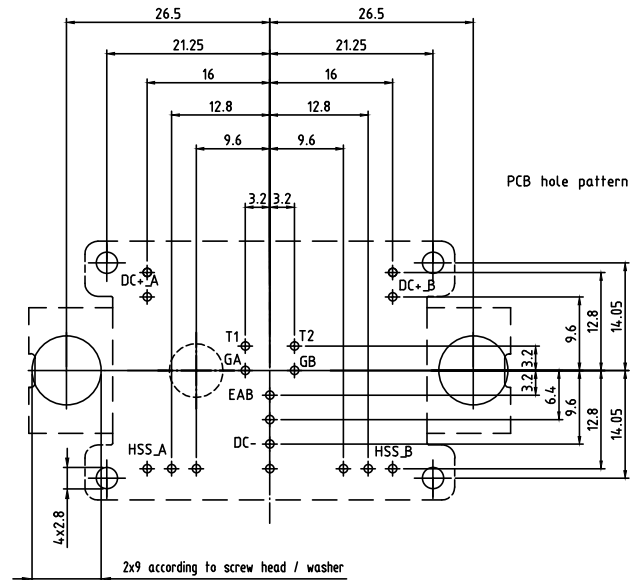 26.5 26.5
21.25 21.25
16 16
12.8 12.8
9.6 9.6
PCB hole pattern
3.2 3.2
DC+_A DC+_B
T1 T2
GA GB
EAB
DC-
HSS_A HSS_B
3.2
9.6
12.8
14.05
3.2
6.4
9.6
12.8
14.05
4x2.8
2x9 according to screw head / washer